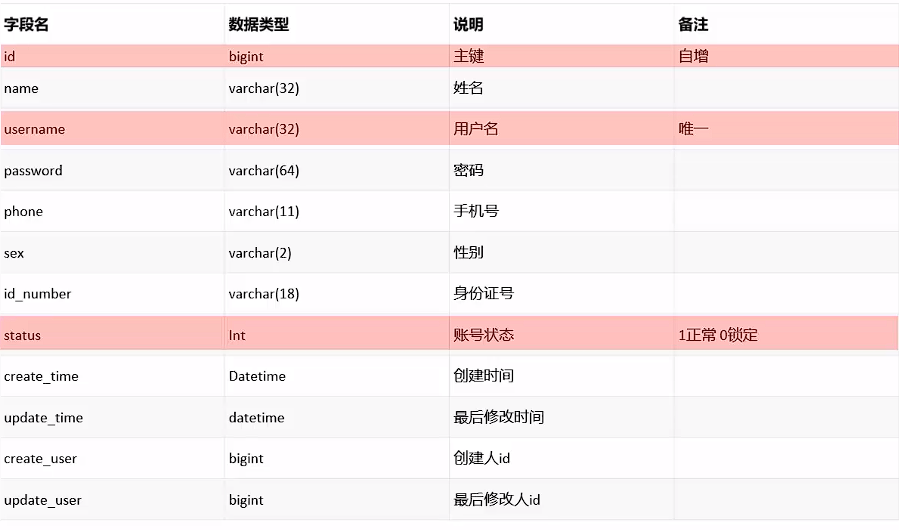 字段名 数据类型 说明 备注
id bigint 主键 自增
name varchar(32) 姓名
username varchar(32) 用户名 唯一
password varchar(64) 密码
phone varchar(11) 手机号
sex varchar(2) 性别
id_number varchar(18) 身份证号
status Int 账号状态 1正常 0锁定
create_time Datetime 创建时间
update_time datetime 最后修改时间
create_user bigint 创建人id
update_user bigint 最后修改人id